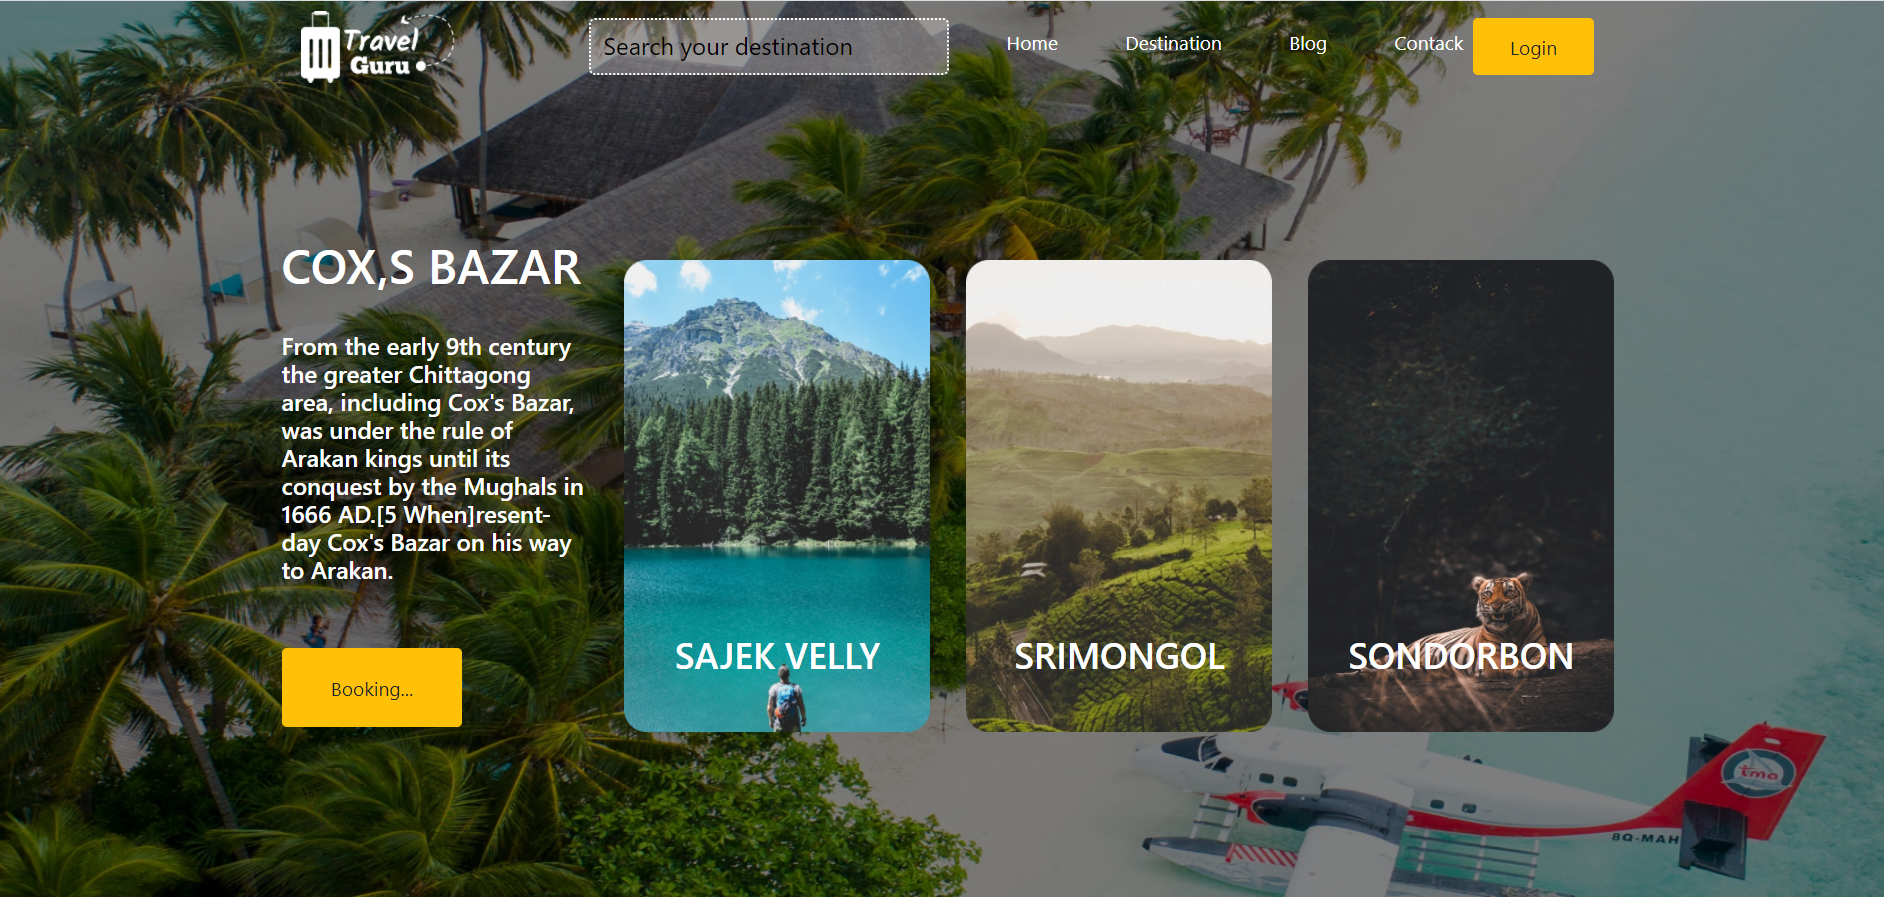 Travel
Guru
Search your destination
Home
Destination
Blog
Contack
Login
COX,S BAZAR
From the early 9th century
the greater Chittagong
area, including Cox's Bazar,
was under the rule of
Arakan kings until its
conquest by the Mughals in
1666 AD.[5 When]resent-
day Cox's Bazar on his way
to Arakan.
Booking...
SAJEK VELLY
SRIMONGOL
SONDORBON
tma
8Q-MAH